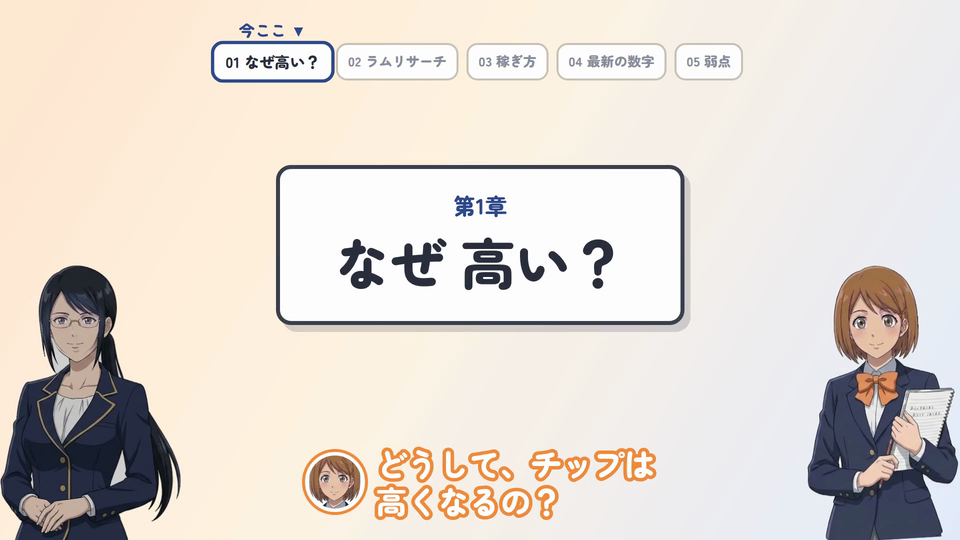 今ここ ▼
01 なぜ高い？
02 ラムリサーチ
03 稼ぎ方
04 最新の数字
05 弱点
第1章
なぜ 高い？
どうして、チップは
高くなるの？